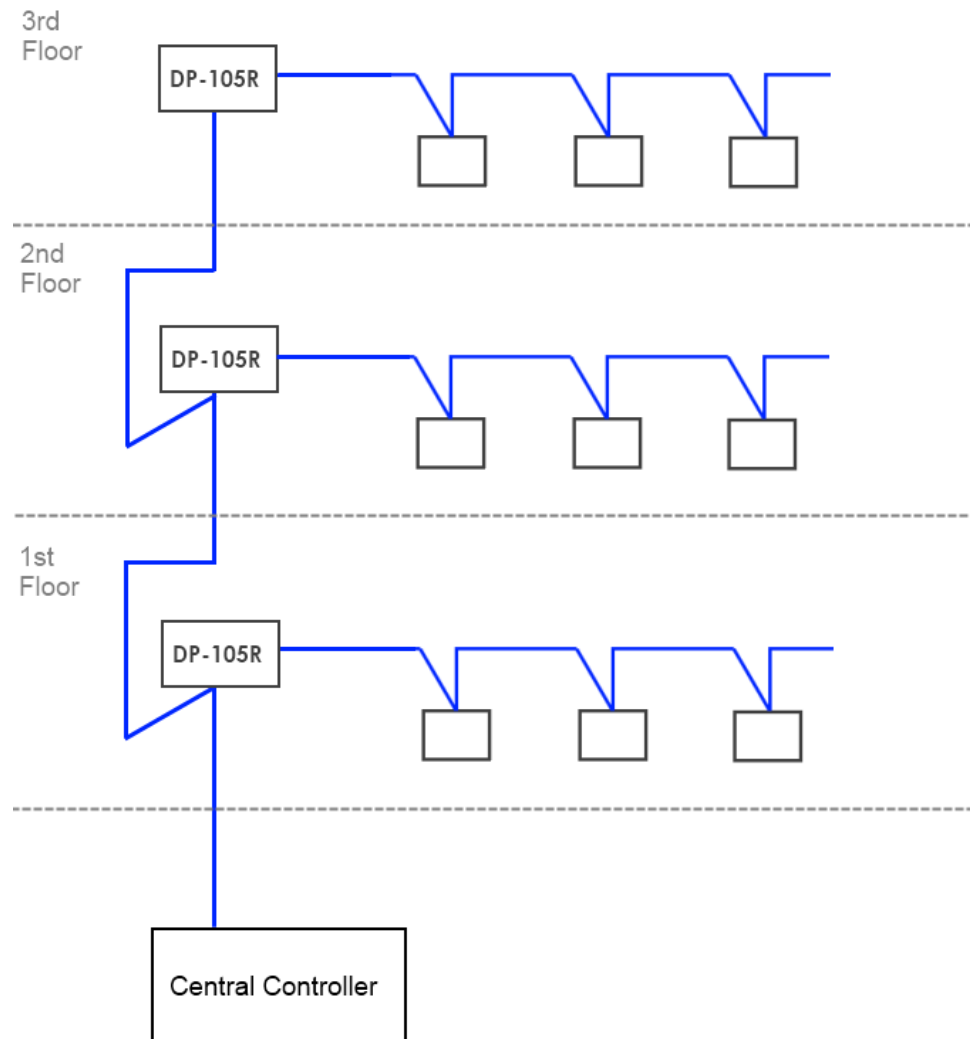 3rd
Floor
DP-105R
2nd
Floor
DP-105R
1st
Floor
DP-105R
Central Controller